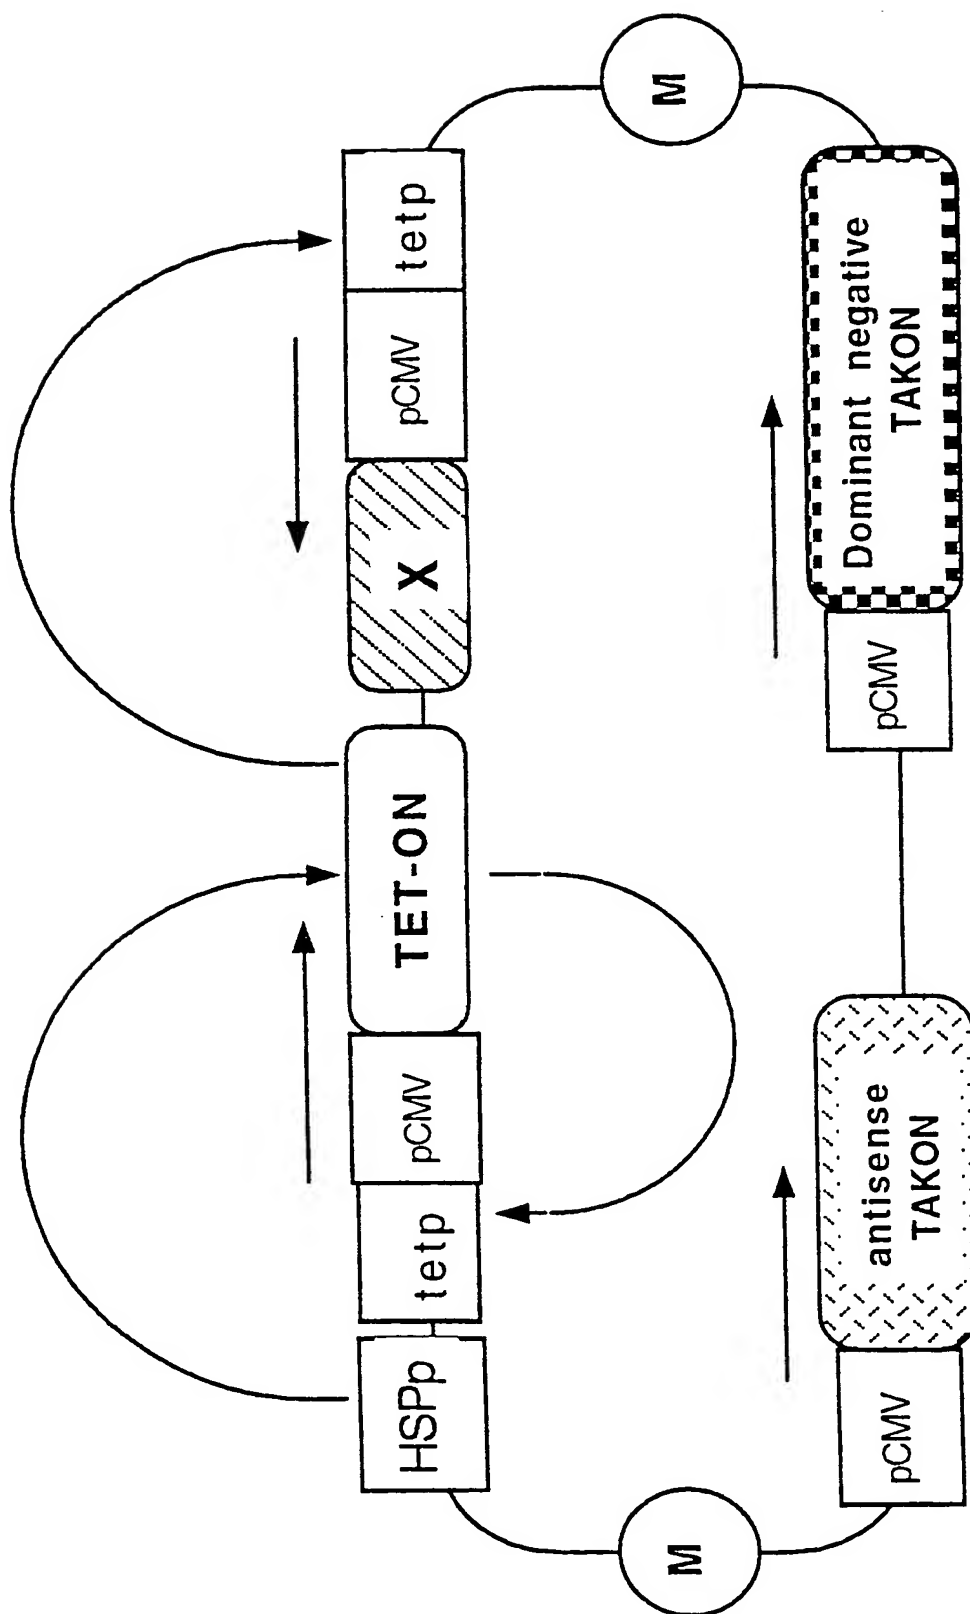 HSPp
tetp
pCMV
TET-ON
X
pCMV
tetp
M
M
pCMV
antisense
TAKON
pCMV
Dominant negative
TAKON